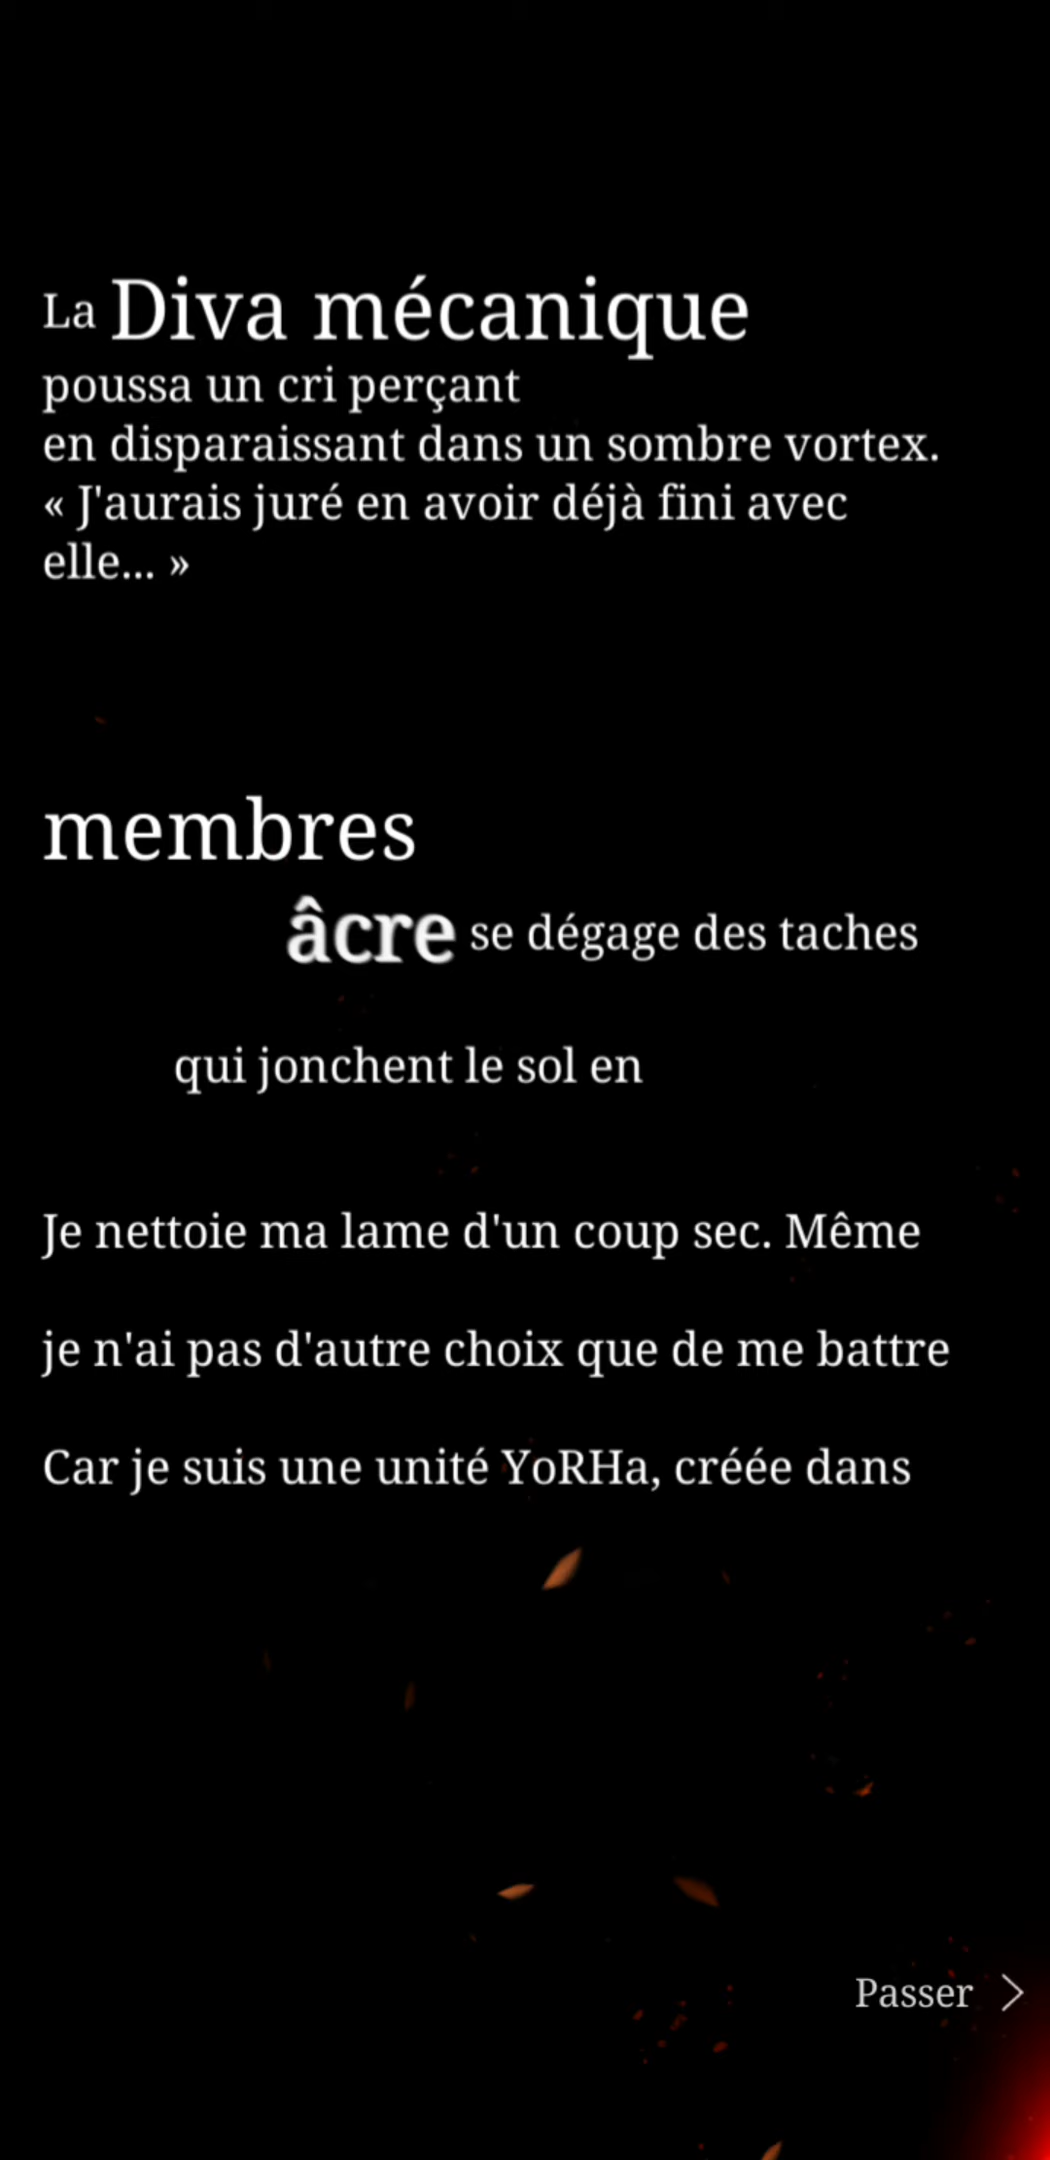 La Diva mécanique
poussa un cri perçant
en disparaissant dans un sombre vortex.
« J'aurais juré en avoir déjà fini avec
elle... »
membres
âcre se dégage des taches
qui jonchent le sol en
Je nettoie ma lame d'un coup sec. Même
je n'ai pas d'autre choix que de me battre
Car je suis une unité YoRHa, créée dans
Passer